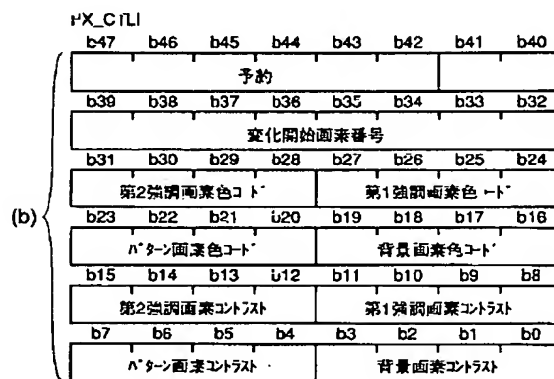 PX_CTLI
b47 b46 b45 b44 b43 b42 b41 b40
予約
b39 b38 b37 b36 b35 b34 b33 b32
変化開始画素番号
b31 b30 b29 b28 b27 b26 b25 b24
第2強調画素色コード 第1強調画素色コード
b23 b22 b21 b20 b19 b18 b17 b16
(b)
パターン画素色コード 背景画素色コード
b15 b14 b13 b12 b11 b10 b9 b8
第2強調画素コントラスト 第1強調画素コントラスト
b7 b6 b5 b4 b3 b2 b1 b0
パターン画素コントラスト 背景画素コントラスト